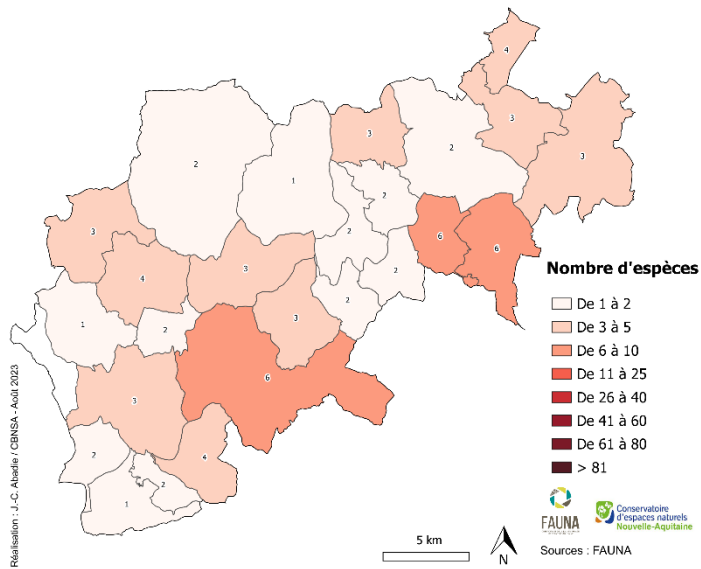 4
3
3
3
2
2
1
2
2
6
6
3
2
4
3
2
3
1
2
6
3
4
2
2
1
Nombre d'espèces
De 1 à 2
De 3 à 5
De 6 à 10
De 11 à 25
De 26 à 40
De 41 à 60
De 61 à 80
> 81
FAUNA
Conservatoire
d'espaces naturels
Nouvelle-Aquitaine
5 km
N
Sources : FAUNA
Réalisation : J.-C. Abadie / CBNSA - Août 2023